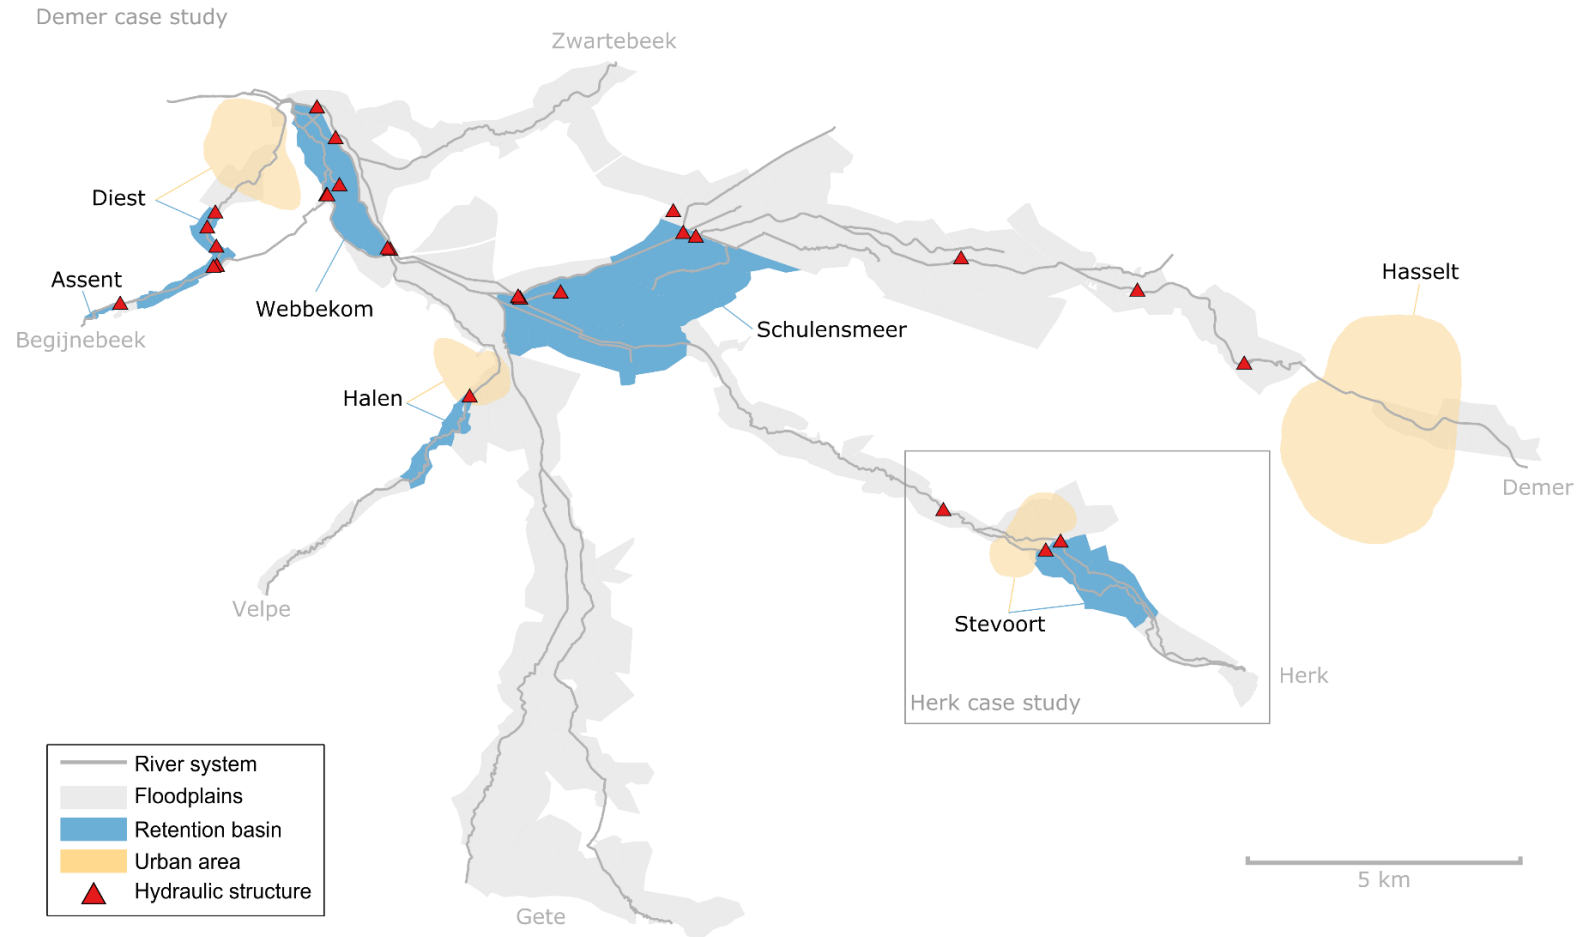 Demer case study
Zwartebeek
Diest
Assent
Begijnebeek
Webbekom
Hasselt
Schulensmeer
Halen
Demer
Velpe
Stevoort
Herk
Herk case study
River system
Floodplains
Retention basin
Urban area
Hydraulic structure
5 km
Gete